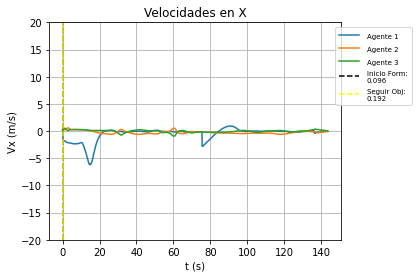 Velocidades en X
Vx (m/s)
20
15
10
5
0
−5
−10
−15
−20
0
20
40
60
80
100
120
140
t (s)
Agente 1
Agente 2
Agente 3
Inicio Form:
0.096
Seguir Obj:
0.192